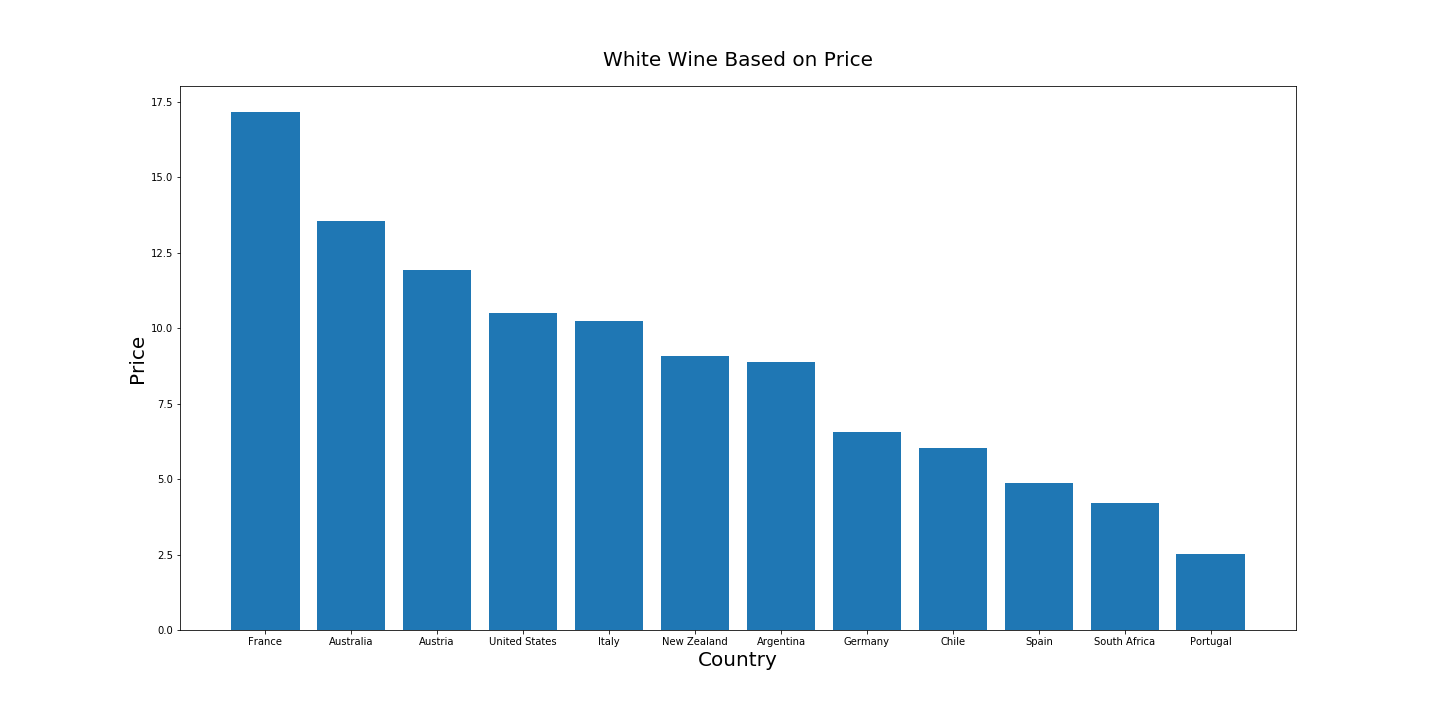 White Wine Based on Price
Price
17.5
15.0
12.5
10.0
7.5
5.0
2.5
0.0
France Australia Austria United States Italy New Zealand Argentina Germany Chile Spain South Africa Portugal
Country